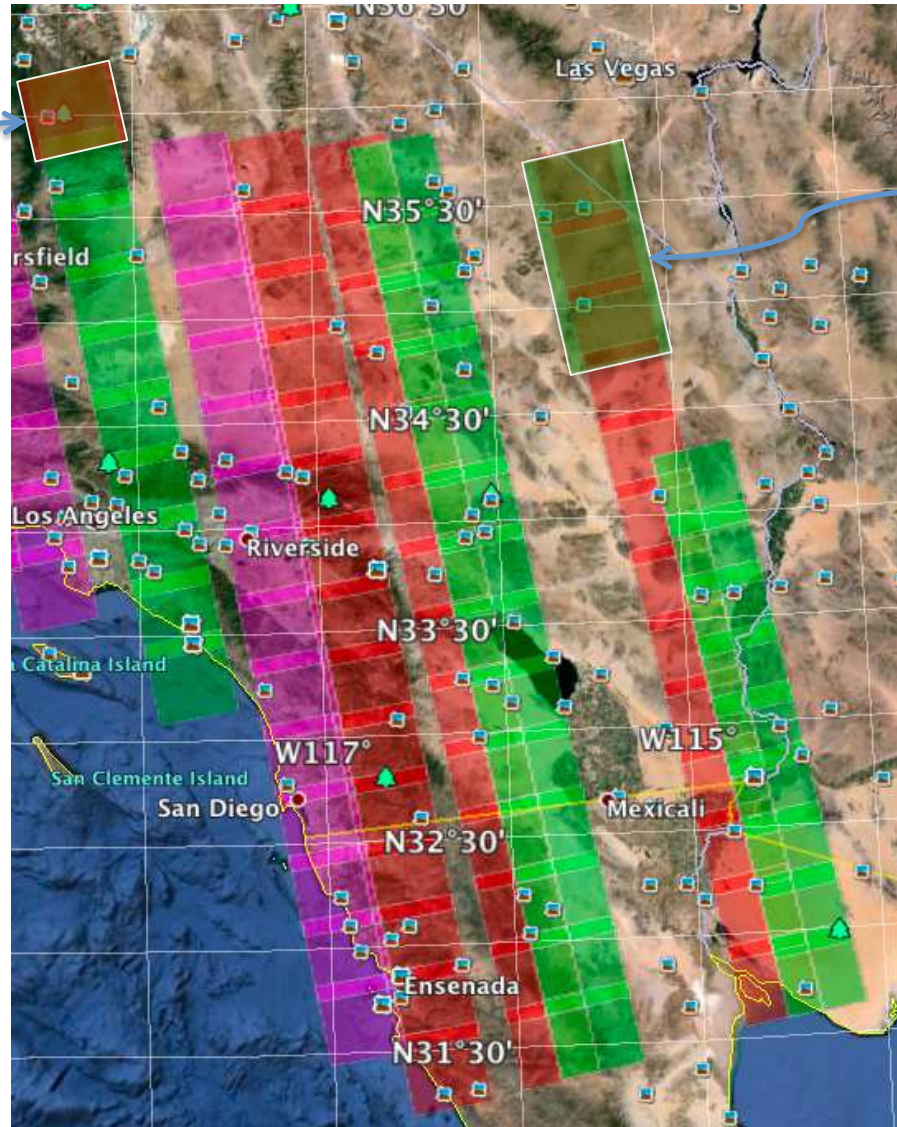 N36°30'
Las Vegas
N35°30'
rsfield
N34°30'
Los Angeles
Riverside
N33°30'
a Catalina Island
W117°
W115°
San Clemente Island
San Diego
Mexicali
N32°30'
Ensenada
N31°30'